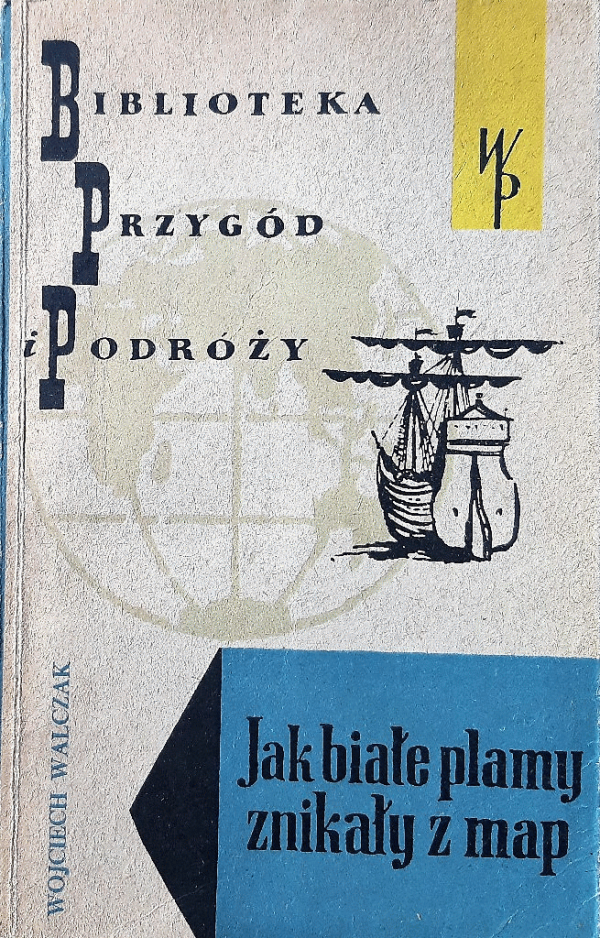 BIBLIOTEKA
PRZYGÓD
i PODRÓŻY
WP
WOJCIECH WALCZAK
Jak białe plamy
znikały z map